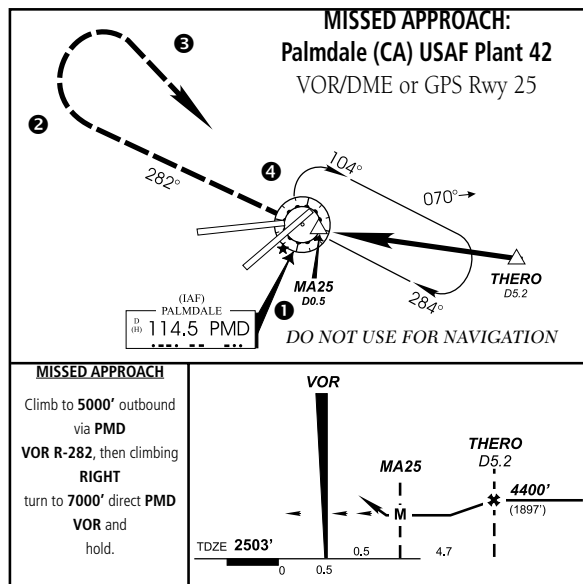 MISSED APPROACH:
Palmdale (CA) USAF Plant 42
VOR/DME or GPS Rwy 25
❸
❷
❹
104°
282°
070°
MA25
D0.5
THERO
D5.2
284°
❶
(IAF)
PALMDALE
D
(H) 114.5 PMD
DO NOT USE FOR NAVIGATION
MISSED APPROACH
Climb to 5000' outbound
via PMD
VOR R-282, then climbing
RIGHT
turn to 7000' direct PMD
VOR and
hold.
VOR
THERO
D5.2
MA25
4400'
(1897')
M
TDZE 2503'
0.5 4.7
0 0.5